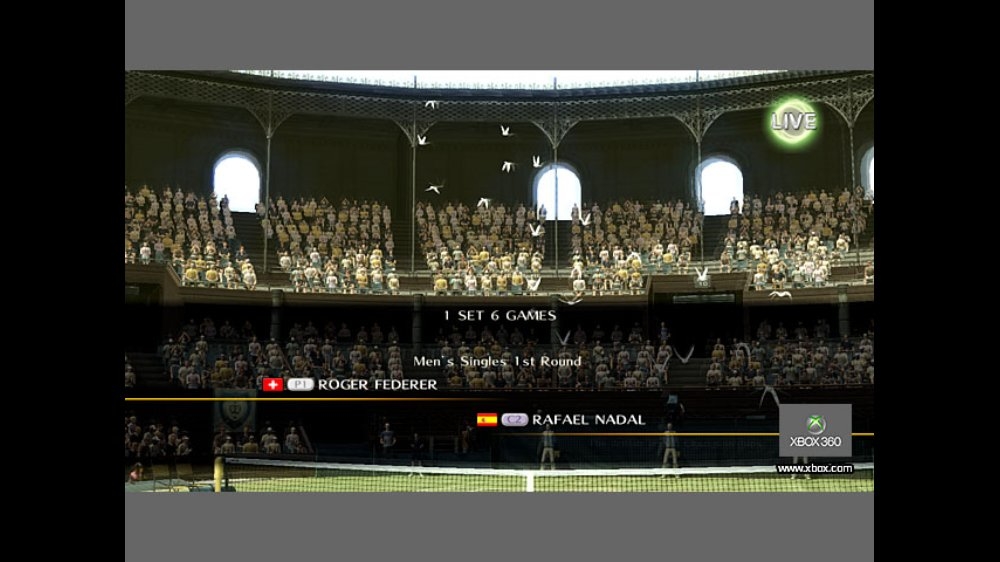 LIVE
1 SET 6 GAMES
Men's Singles 1st Round
P1 ROGER FEDERER
C2 RAFAEL NADAL
XBOX 360
www.xbox.com